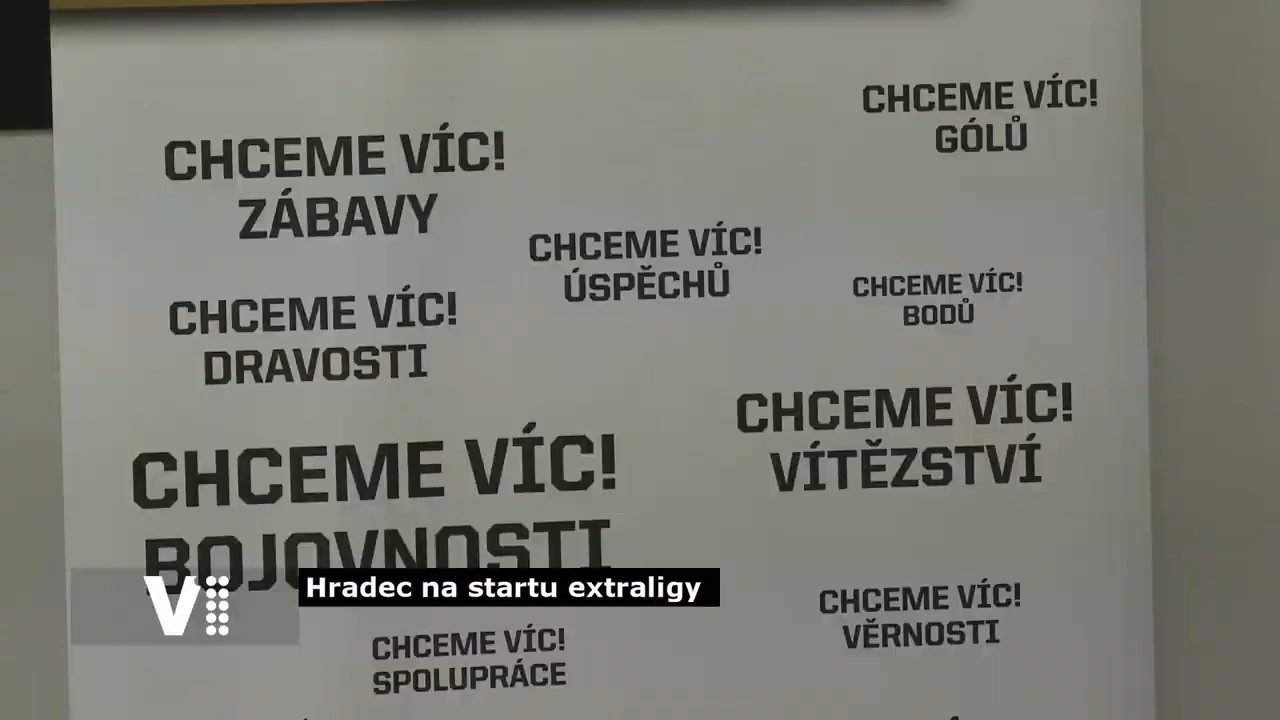 CHCEME VÍC!
GÓLŮ
CHCEME VÍC!
ZÁBAVY
CHCEME VÍC!
ÚSPĚCHŮ
CHCEME VÍC!
BODŮ
CHCEME VÍC!
DRAVOSTI
CHCEME VÍC!
VÍTĚZSTVÍ
CHCEME VÍC!
BOJOVNOSTI
V
Hradec na startu extraligy
CHCEME VÍC!
VĚRNOSTI
CHCEME VÍC!
SPOLUPRÁCE